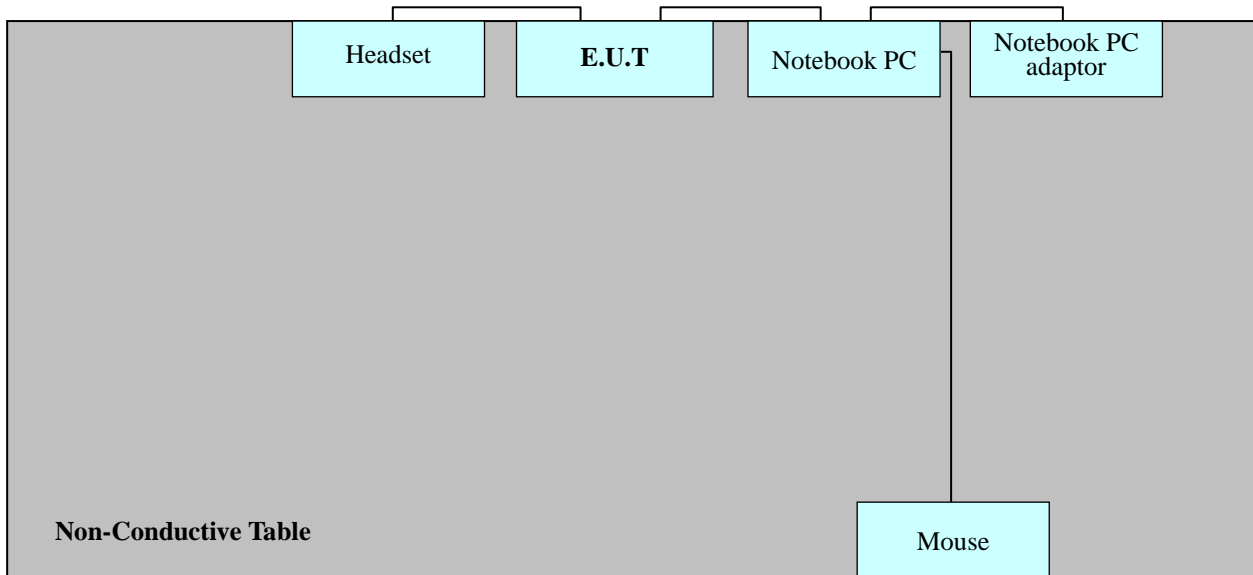 Headset
E.U.T
Notebook PC
Notebook PC
adaptor
Non-Conductive Table
Mouse